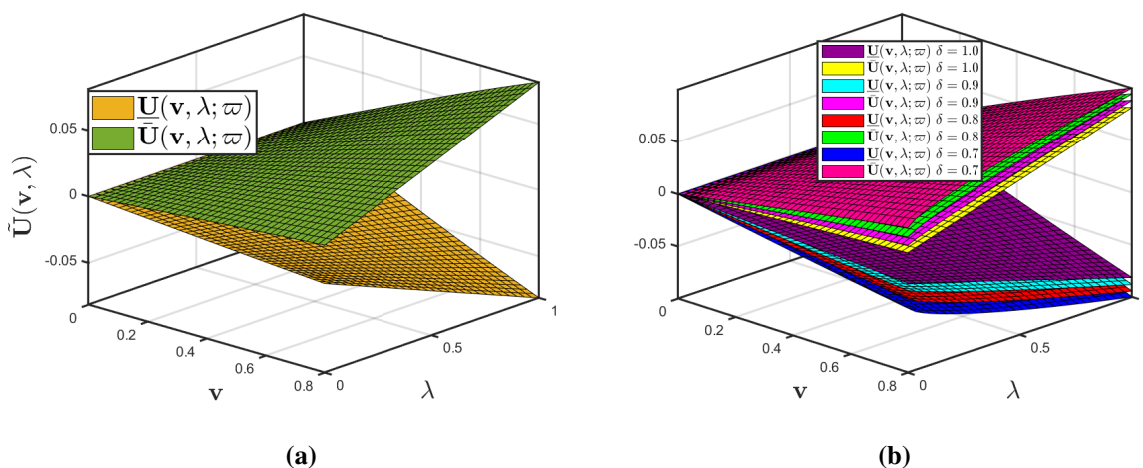 0.05
0
-0.05
Ũ(v, λ)
U̲(v, λ; ϖ)
Ū(v, λ; ϖ)
0
0.2
0.4
0.6
0.8
v
0
0.5
1
λ
(a)
0.05
0
-0.05
U̲(v, λ; ϖ) δ = 1.0
Ū(v, λ; ϖ) δ = 1.0
U̲(v, λ; ϖ) δ = 0.9
Ū(v, λ; ϖ) δ = 0.9
U̲(v, λ; ϖ) δ = 0.8
Ū(v, λ; ϖ) δ = 0.8
U̲(v, λ; ϖ) δ = 0.7
Ū(v, λ; ϖ) δ = 0.7
0
0.2
0.4
0.6
0.8
v
0
0.5
λ
(b)